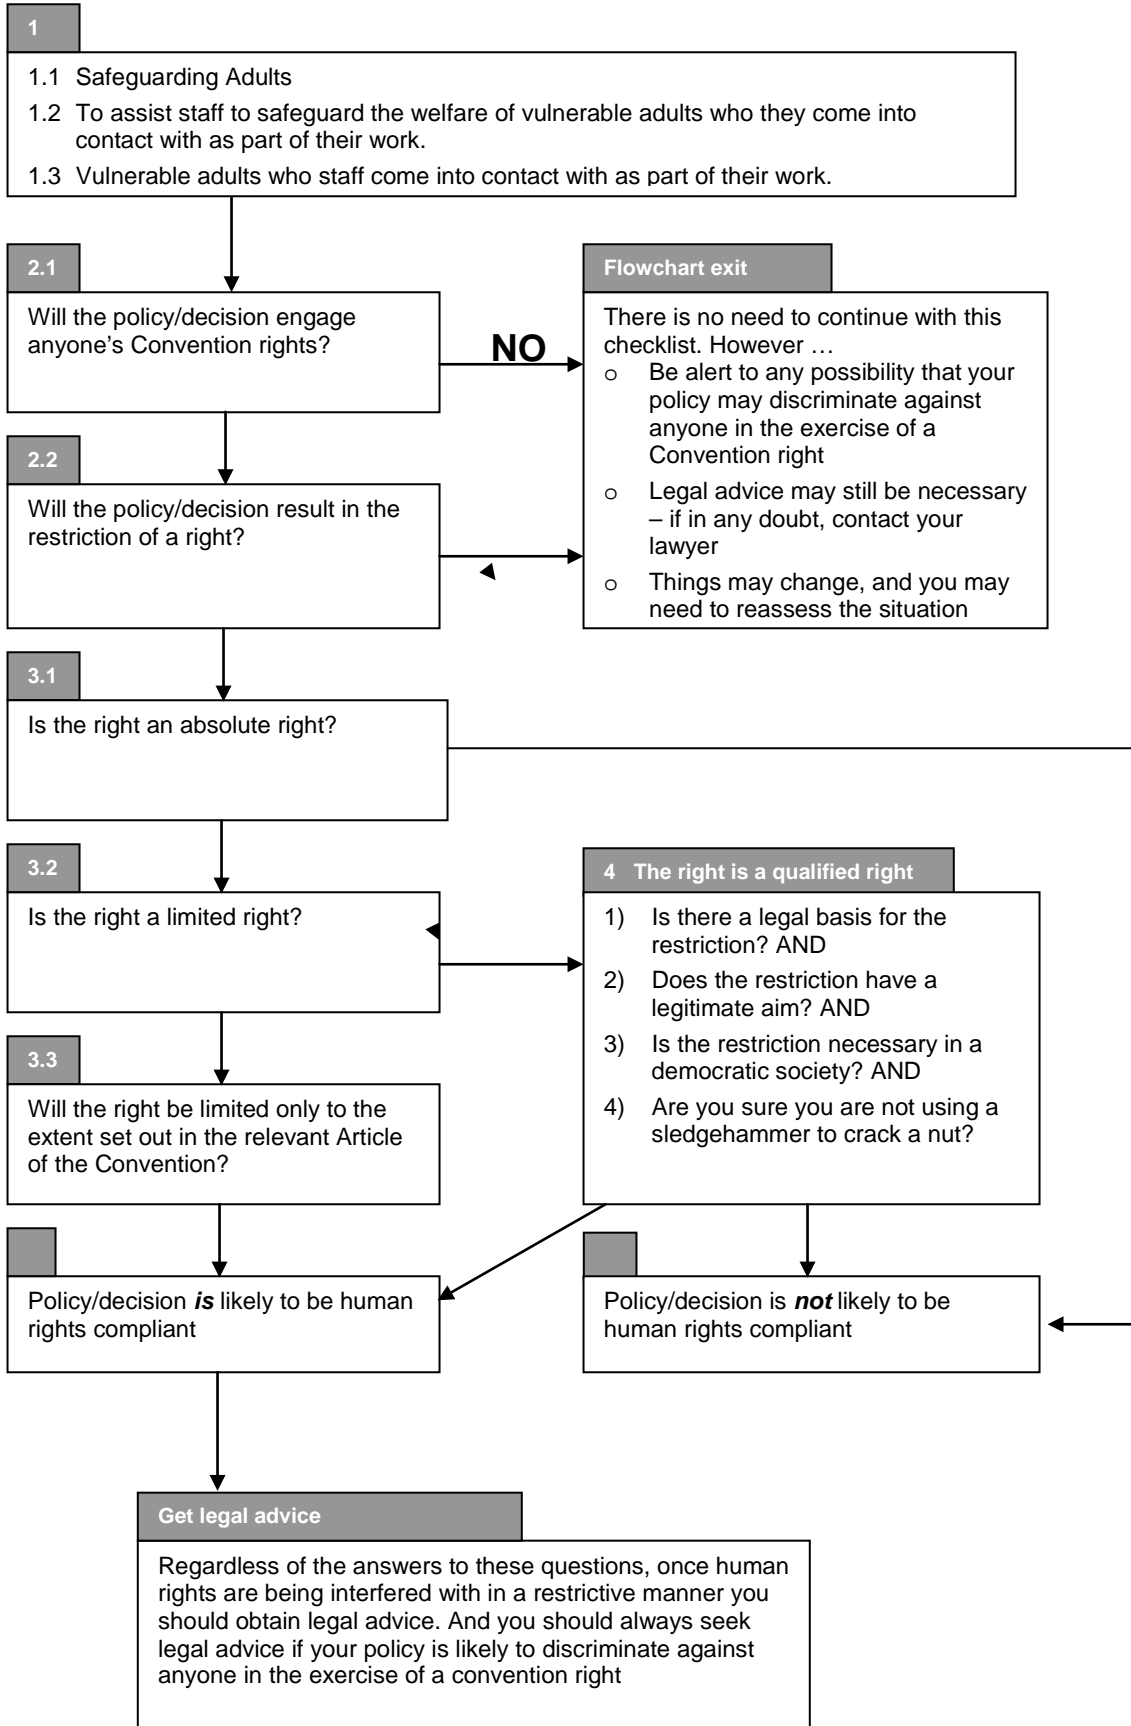 1
1.1 Safeguarding Adults
1.2 To assist staff to safeguard the welfare of vulnerable adults who they come into
contact with as part of their work.
1.3 Vulnerable adults who staff come into contact with as part of their work.
2.1
Will the policy/decision engage
anyone’s Convention rights?
NO
Flowchart exit
There is no need to continue with this
checklist. However …
o Be alert to any possibility that your
policy may discriminate against
anyone in the exercise of a
Convention right
o Legal advice may still be necessary
– if in any doubt, contact your
lawyer
o Things may change, and you may
need to reassess the situation
2.2
Will the policy/decision result in the
restriction of a right?
3.1
Is the right an absolute right?
3.2
Is the right a limited right?
4 The right is a qualified right
1) Is there a legal basis for the
restriction? AND
2) Does the restriction have a
legitimate aim? AND
3) Is the restriction necessary in a
democratic society? AND
4) Are you sure you are not using a
sledgehammer to crack a nut?
3.3
Will the right be limited only to the
extent set out in the relevant Article
of the Convention?
Policy/decision is likely to be human
rights compliant
Policy/decision is not likely to be
human rights compliant
Get legal advice
Regardless of the answers to these questions, once human
rights are being interfered with in a restrictive manner you
should obtain legal advice. And you should always seek
legal advice if your policy is likely to discriminate against
anyone in the exercise of a convention right